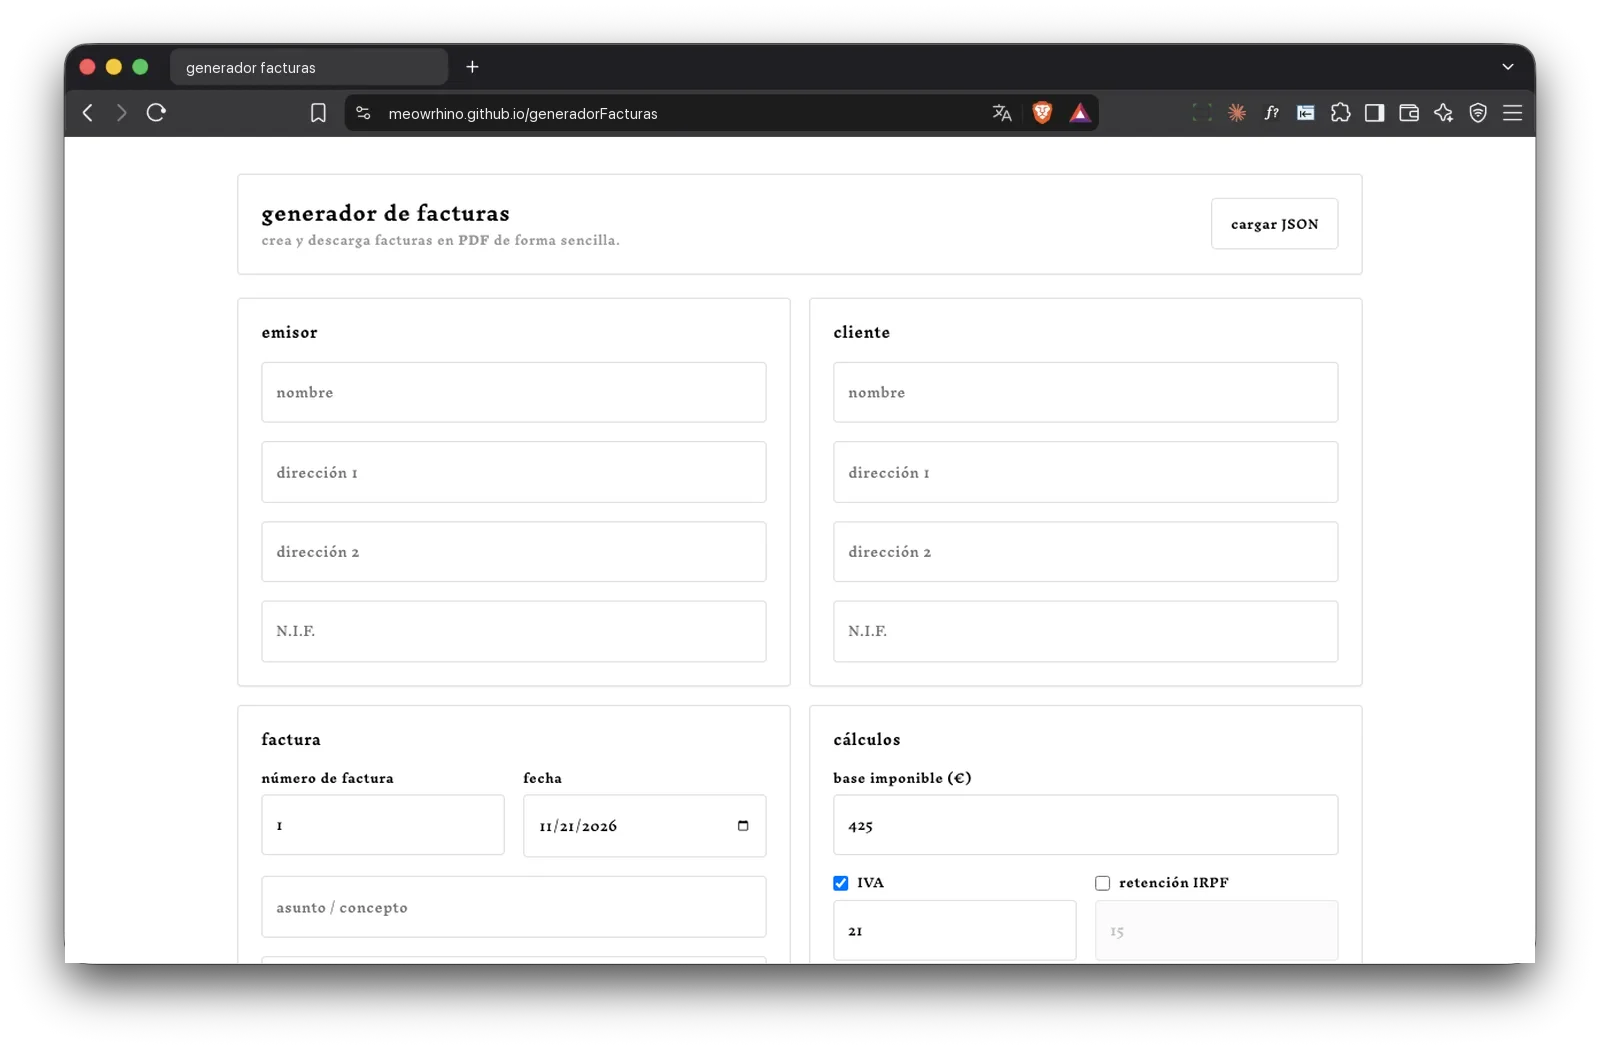 generador facturas
meowrhino.github.io/generadorFacturas
f?
generador de facturas
crea y descarga facturas en PDF de forma sencilla.
cargar JSON
emisor
nombre
dirección 1
dirección 2
N.I.F.
cliente
nombre
dirección 1
dirección 2
N.I.F.
factura
número de factura
fecha
1
11/21/2026
asunto / concepto
cálculos
base imponible (€)
425
IVA
retención IRPF
21
15